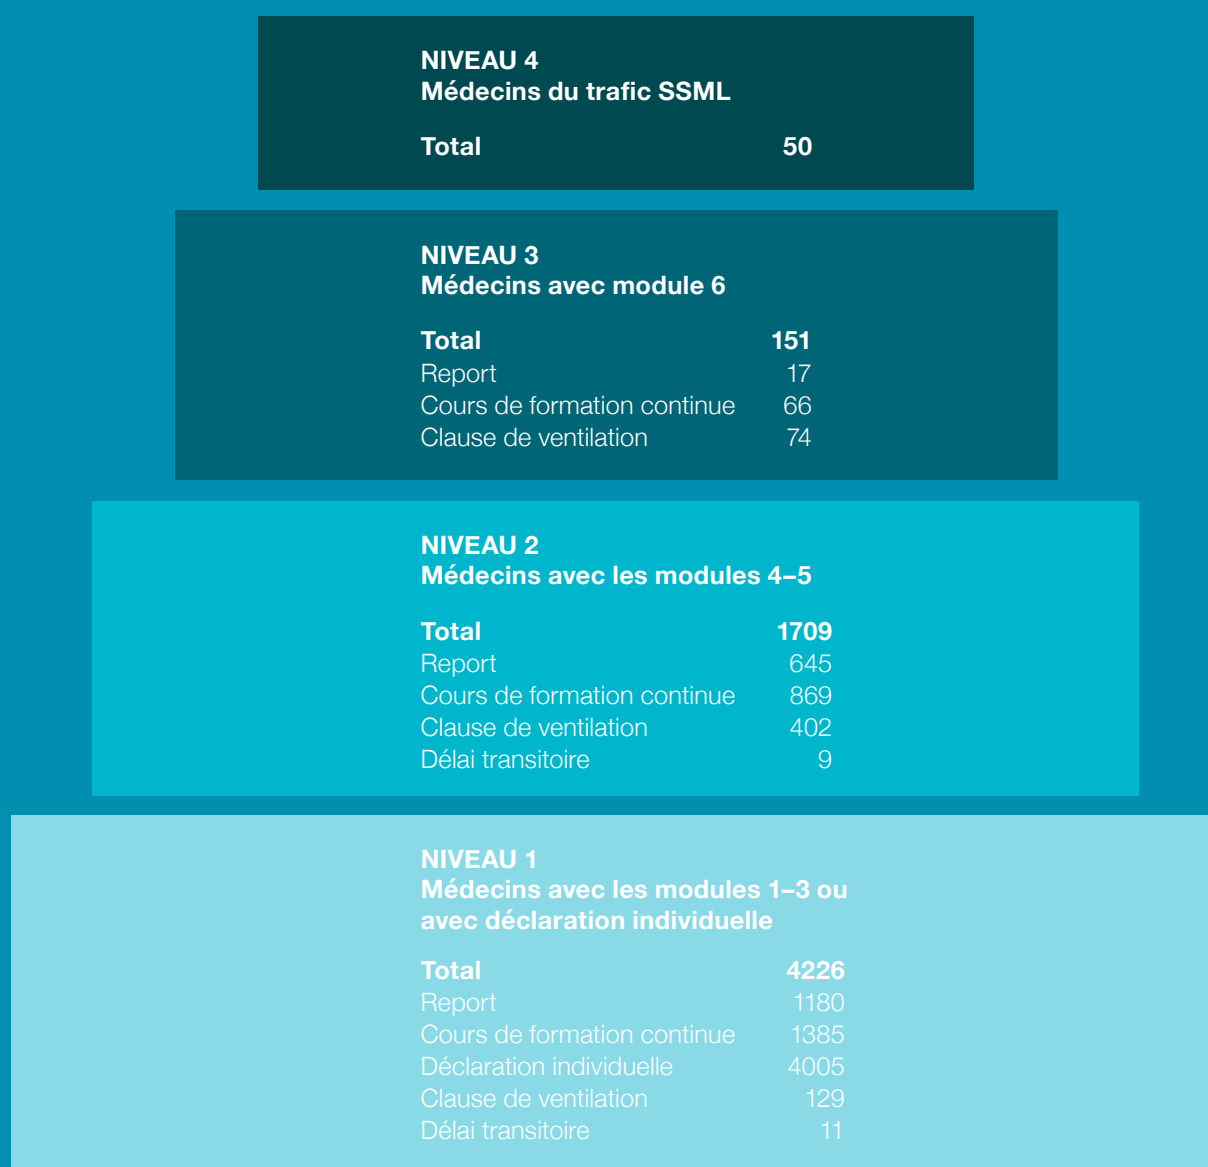 NIVEAU 4
Médecins du trafic SSML
Total 50
NIVEAU 3
Médecins avec module 6
Total 151
Report 17
Cours de formation continue 66
Clause de ventilation 74
NIVEAU 2
Médecins avec les modules 4–5
Total 1709
Report 645
Cours de formation continue 869
Clause de ventilation 402
Délai transitoire 9
NIVEAU 1
Médecins avec les modules 1–3 ou
avec déclaration individuelle
Total 4226
Report 1180
Cours de formation continue 1385
Déclaration individuelle 4005
Clause de ventilation 129
Délai transitoire 11